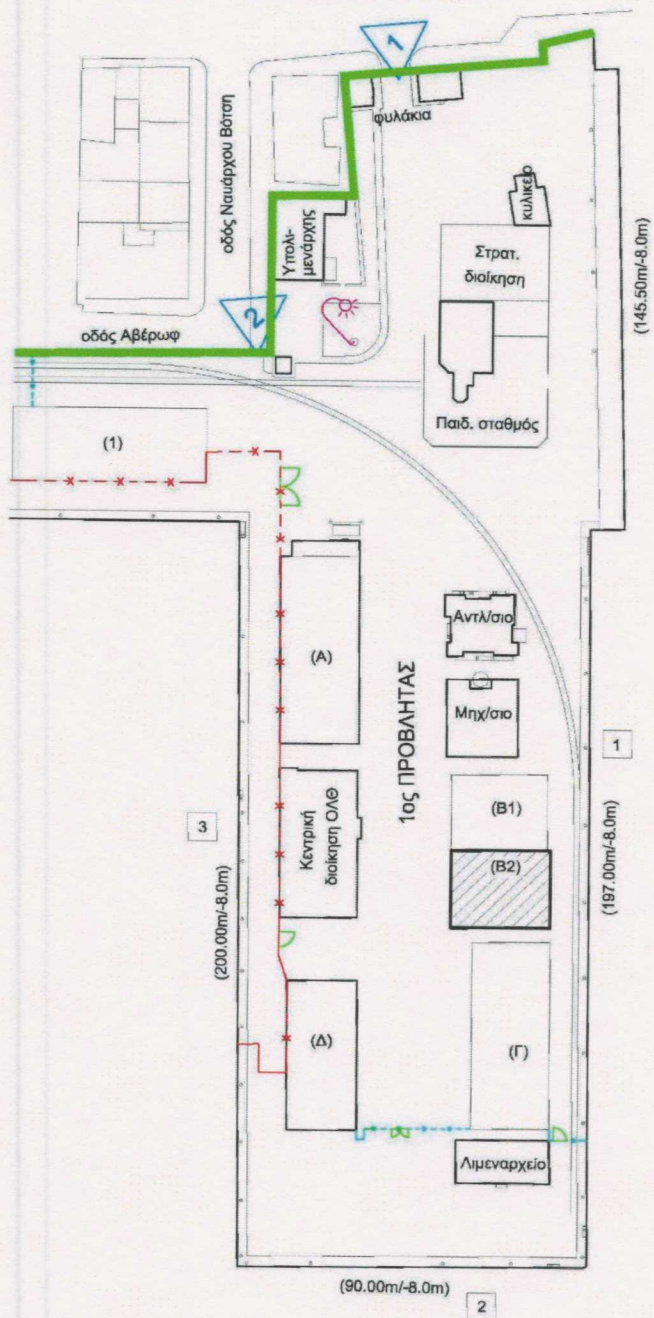 1
φυλάκια
οδός Ναυάρχου Βότση
Υπολι-
μενάρχης
κυλικείο
Στρατ.
διοίκηση
(145.50m/-8.0m)
2
οδός Αβέρωφ
Παιδ. σταθμός
(1)
Αντλ/σιο
(Α)
Μηχ/σιο
1ος ΠΡΟΒΛΗΤΑΣ
1
(Β1)
3
Κεντρική
διοίκηση ΟΛΘ
(Β2)
(197.00m/-8.0m)
(200.00m/-8.0m)
(Δ)
(Γ)
Λιμεναρχείο
(90.00m/-8.0m)
2